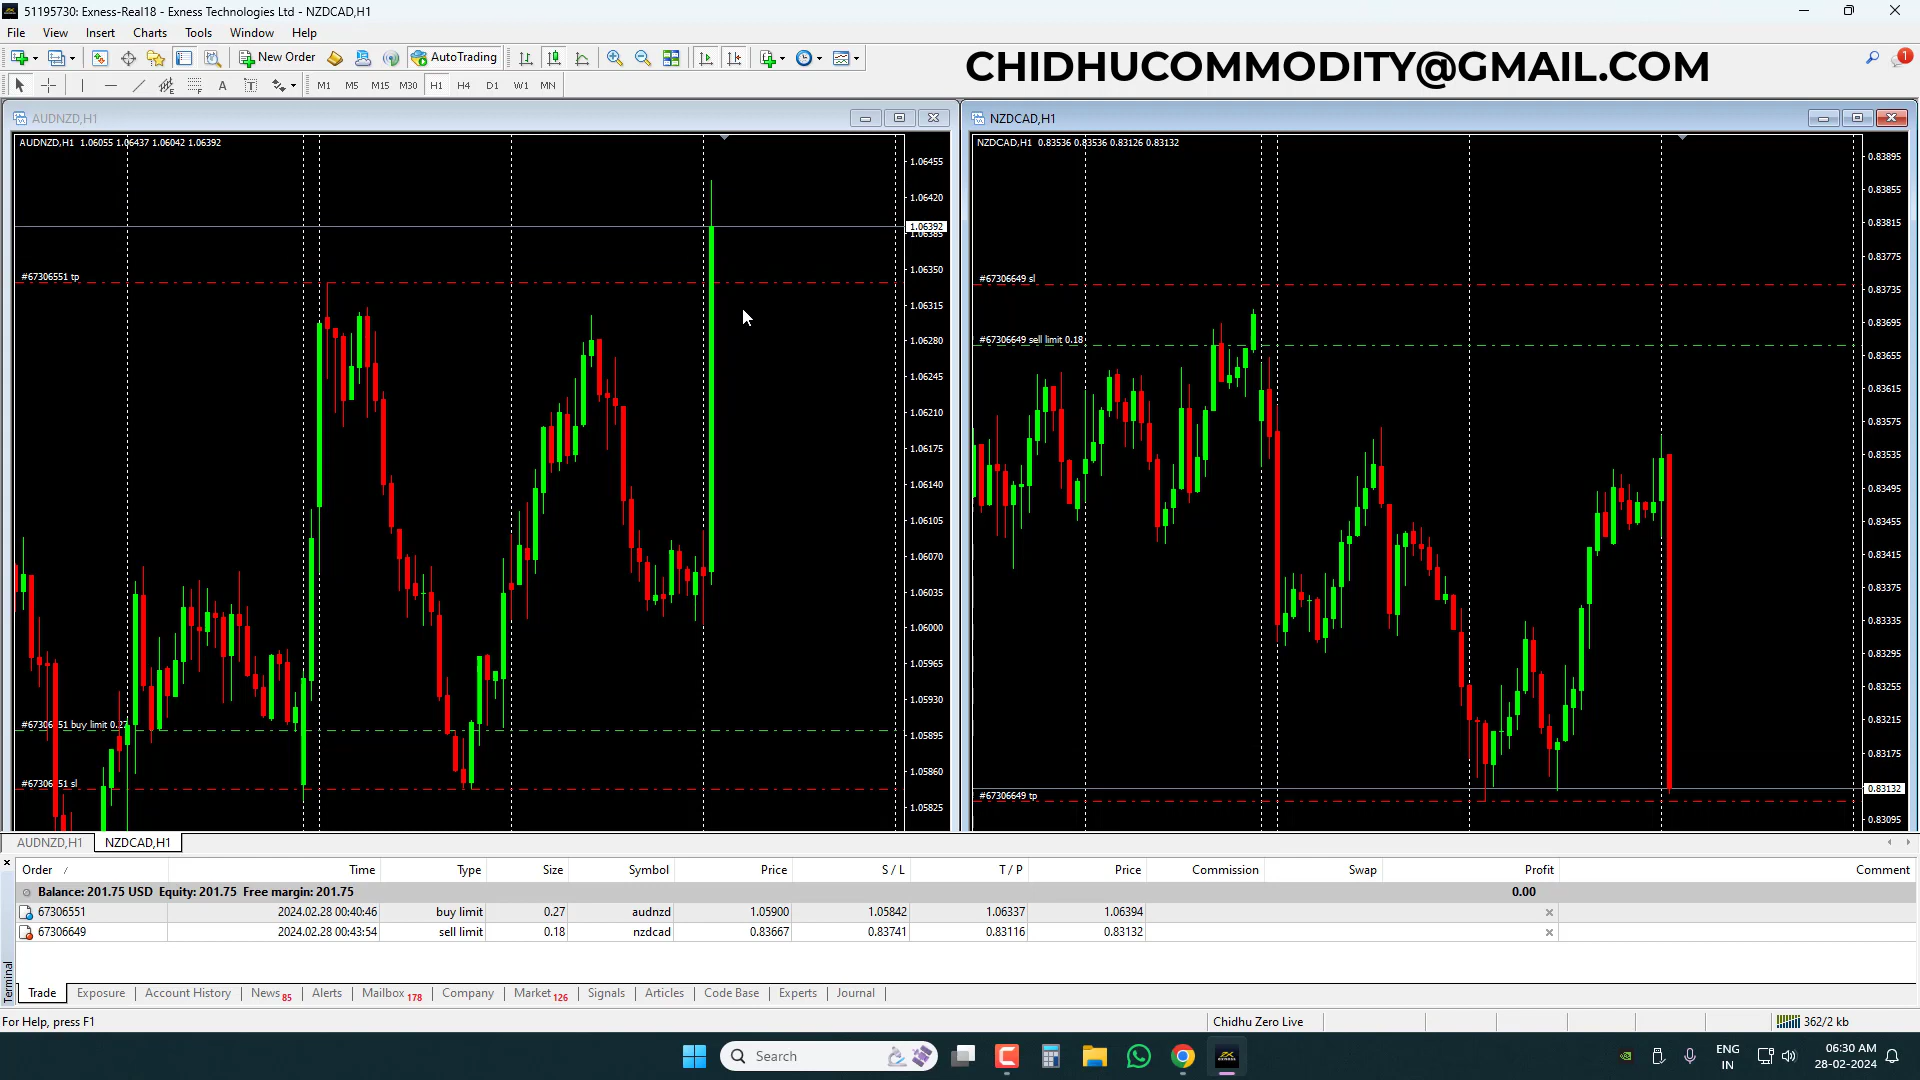 51195730: Exness-Real18 - Exness Technologies Ltd - NZDCAD,H1
File View Insert Charts Tools Window Help
New Order AutoTrading
CHIDHUCOMMODITY@GMAIL.COM
1
A T M1 M5 M15 M30 H1 H4 D1 W1 MN
AUDNZD,H1
AUDNZD,H1 1.06055 1.06437 1.06042 1.06392
#67306551 tp
#67306551 buy limit 0.27
#67306551 sl
1.06455
1.06420
1.06392
1.06385
1.06350
1.06315
1.06280
1.06245
1.06210
1.06175
1.06140
1.06105
1.06070
1.06035
1.06000
1.05965
1.05930
1.05895
1.05860
1.05825
NZDCAD,H1
NZDCAD,H1 0.83536 0.83536 0.83126 0.83132
#67306649 sl
#67306649 sell limit 0.18
#67306649 tp
0.83895
0.83855
0.83815
0.83775
0.83735
0.83695
0.83655
0.83615
0.83575
0.83535
0.83495
0.83455
0.83415
0.83375
0.83335
0.83295
0.83255
0.83215
0.83175
0.83132
0.83095
AUDNZD,H1 NZDCAD,H1
Order / Time Type Size Symbol Price S / L T / P Price Commission Swap Profit Comment
Balance: 201.75 USD Equity: 201.75 Free margin: 201.75 0.00
67306551 2024.02.28 00:40:46 buy limit 0.27 audnzd 1.05900 1.05842 1.06337 1.06394
67306649 2024.02.28 00:43:54 sell limit 0.18 nzdcad 0.83667 0.83741 0.83116 0.83132
Terminal
Trade Exposure Account History News 85 Alerts Mailbox 178 Company Market 126 Signals Articles Code Base Experts Journal
For Help, press F1 Chidhu Zero Live 362/2 kb
Search
ENG
IN
06:30 AM
28-02-2024